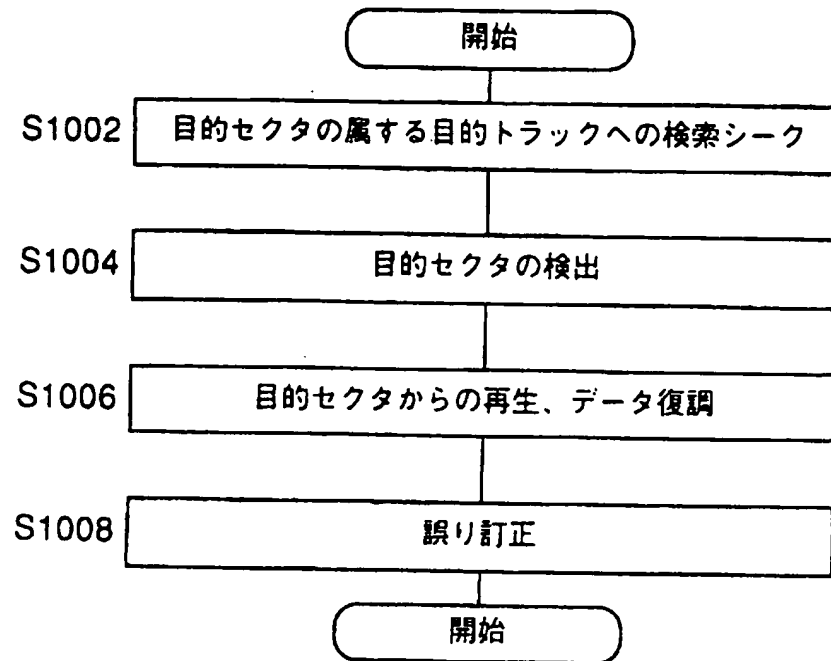 開始
S1002 目的セクタの属する目的トラックへの検索シーク
S1004 目的セクタの検出
S1006 目的セクタからの再生、データ復調
S1008 誤り訂正
開始